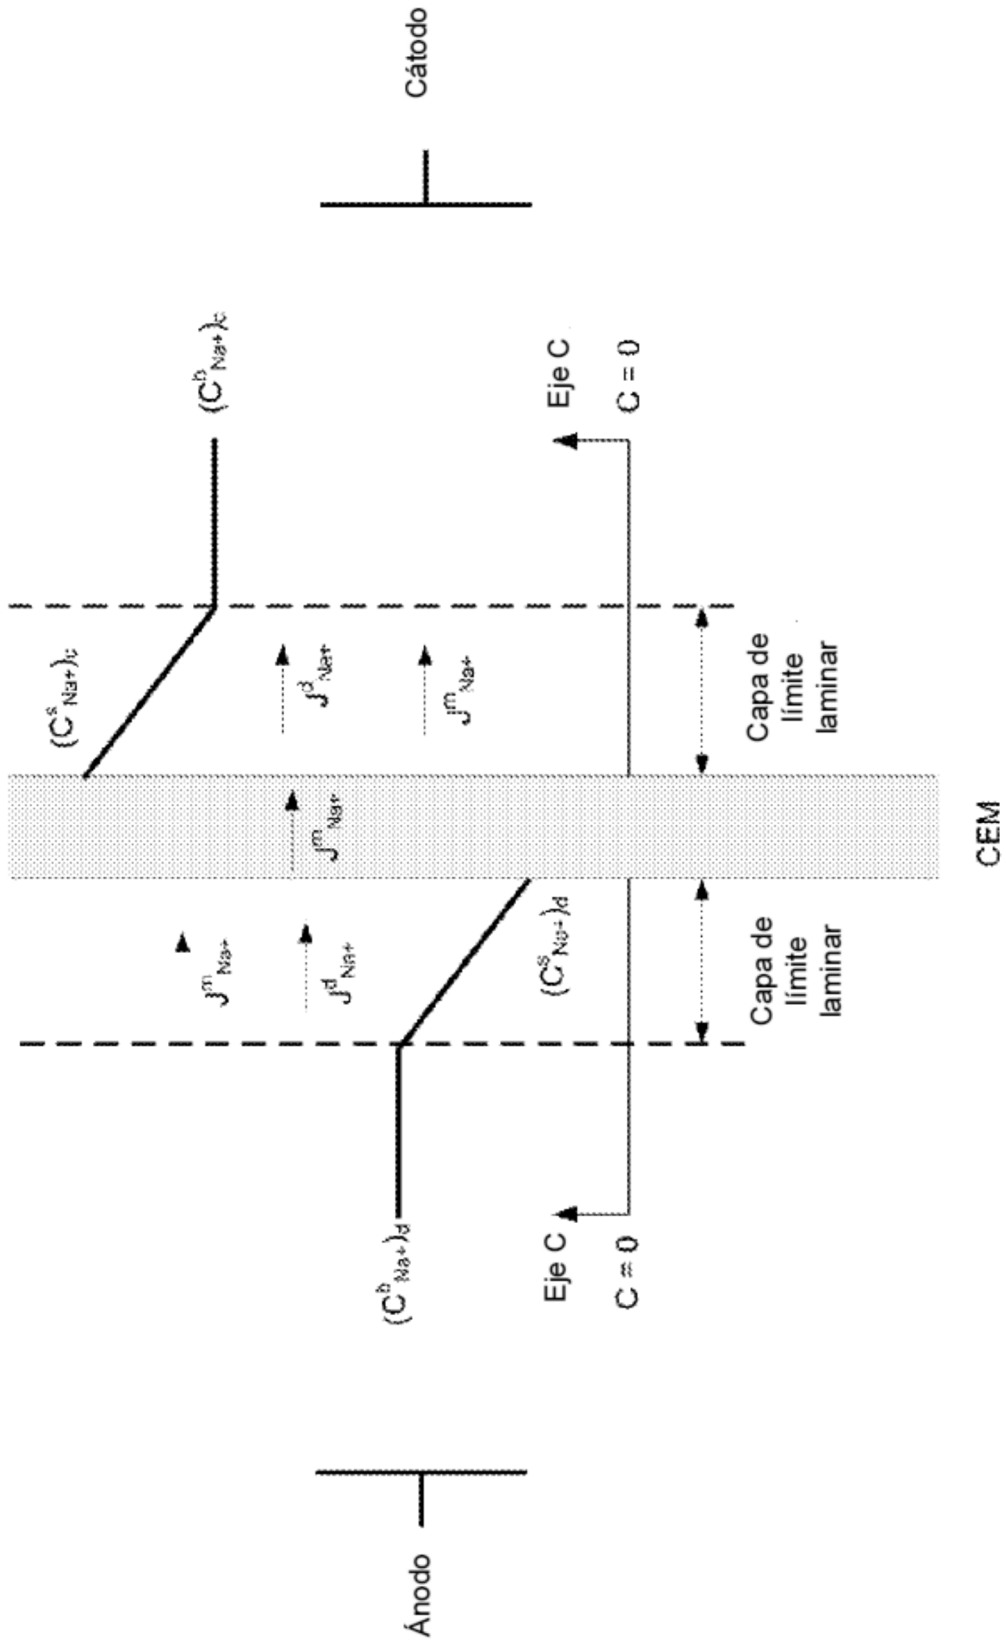 Ánodo
Cátodo
(C^b_Na+)_d
(C^s_Na+)_d
(C^s_Na+)_c
(C^b_Na+)_c
J^m_Na+
J^d_Na+
J^m_Na+
J^d_Na+
J^m_Na+
Eje C
C = 0
Eje C
C = 0
Capa de
límite
laminar
Capa de
límite
laminar
CEM